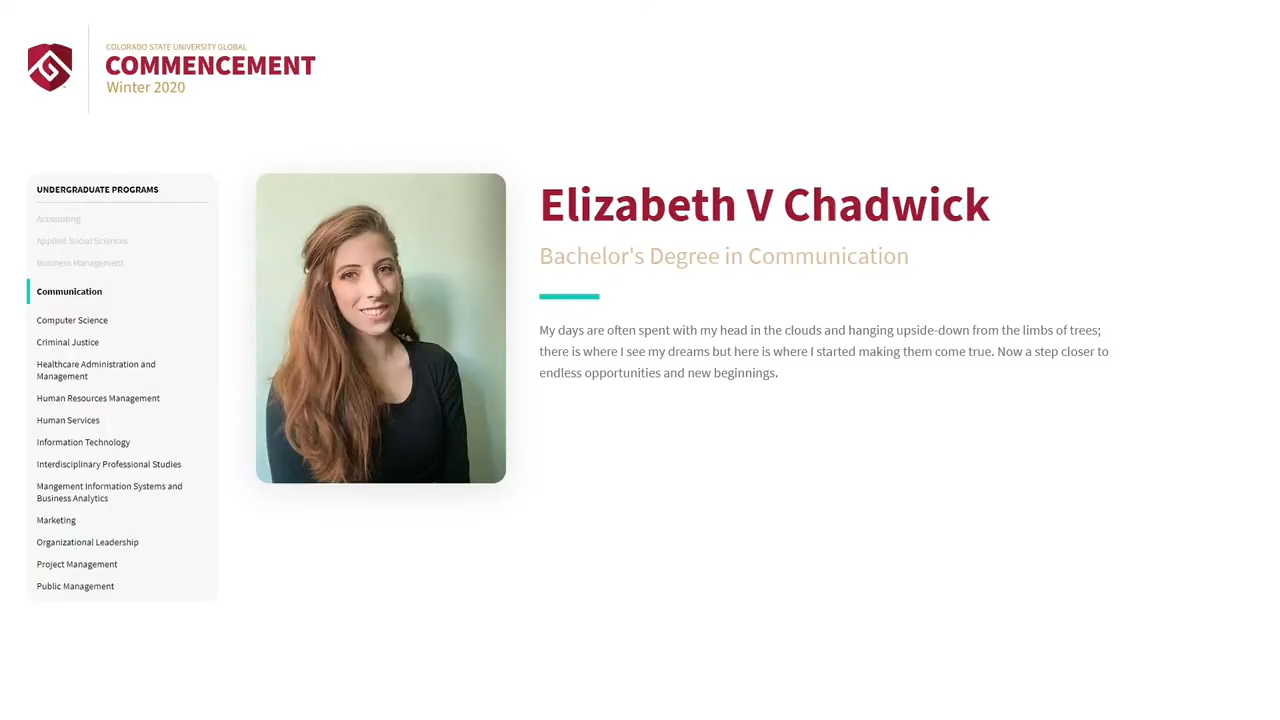 COLORADO STATE UNIVERSITY GLOBAL
COMMENCEMENT
Winter 2020
UNDERGRADUATE PROGRAMS
Accounting
Applied Social Sciences
Business Management
Communication
Computer Science
Criminal Justice
Healthcare Administration and
Management
Human Resources Management
Human Services
Information Technology
Interdisciplinary Professional Studies
Mangement Information Systems and
Business Analytics
Marketing
Organizational Leadership
Project Management
Public Management
Elizabeth V Chadwick
Bachelor's Degree in Communication
My days are often spent with my head in the clouds and hanging upside-down from the limbs of trees;
there is where I see my dreams but here is where I started making them come true. Now a step closer to
endless opportunities and new beginnings.